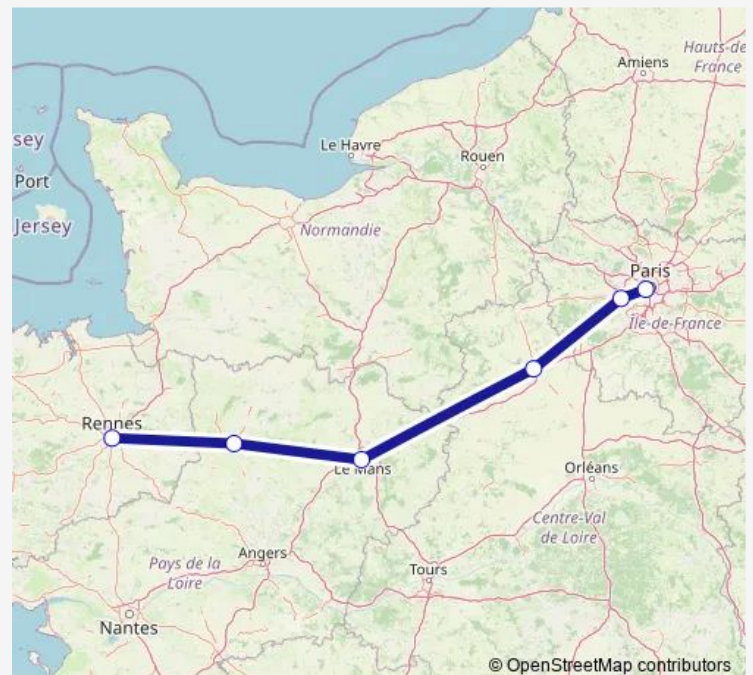 Hauts-de-
France
Amiens
sey
Le Havre
Rouen
Port
Jersey
Normandie
Paris
Île-de-France
Rennes
Le Mans
Orléans
Centre-Val
de Loire
Angers
Pays de la
Loire
Tours
Nantes
© OpenStreetMap contributors